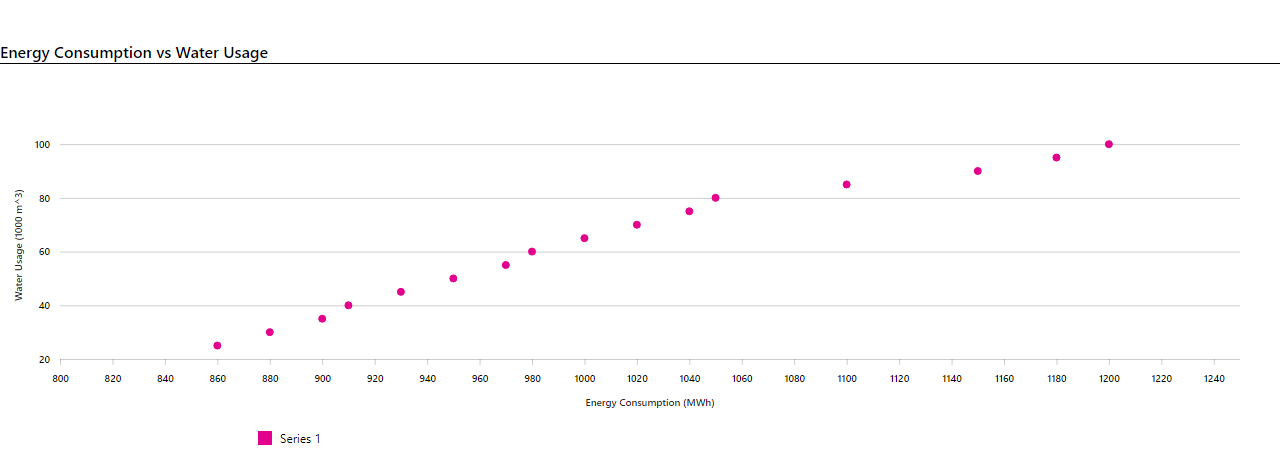 Energy Consumption vs Water Usage
100
80
60
40
20
Water Usage (1000 m^3)
800 820 840 860 880 900 920 940 960 980 1000 1020 1040 1060 1080 1100 1120 1140 1160 1180 1200 1220 1240
Energy Consumption (MWh)
Series 1